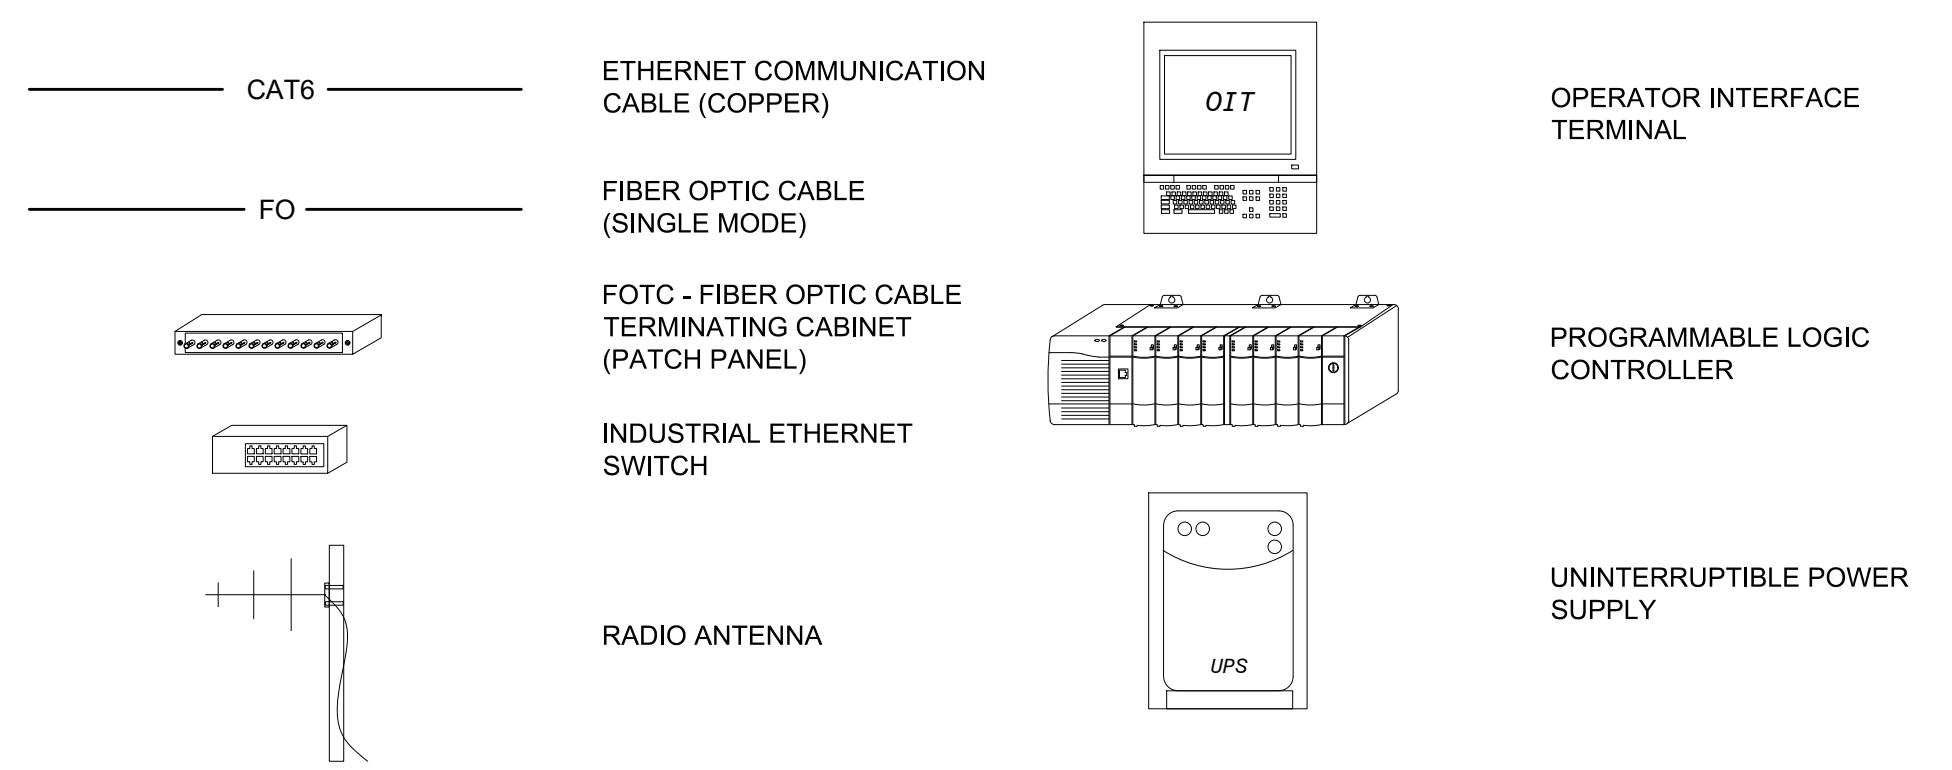 CAT6
ETHERNET COMMUNICATION
CABLE (COPPER)
FO
FIBER OPTIC CABLE
(SINGLE MODE)
FOTC - FIBER OPTIC CABLE
TERMINATING CABINET
(PATCH PANEL)
INDUSTRIAL ETHERNET
SWITCH
RADIO ANTENNA
OIT
OPERATOR INTERFACE
TERMINAL
PROGRAMMABLE LOGIC
CONTROLLER
UPS
UNINTERRUPTIBLE POWER
SUPPLY